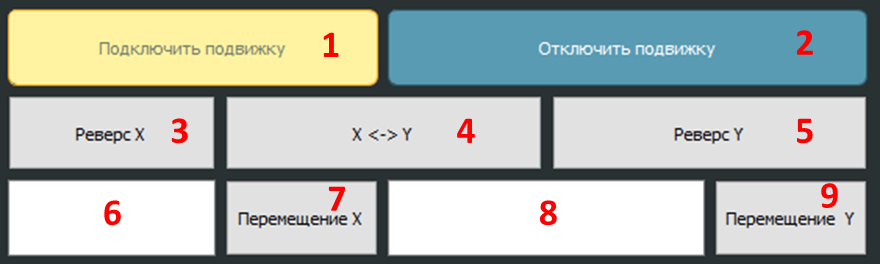 Подключить подвижку 1 Отключить подвижку 2
Реверс X 3 X <-> Y 4 Реверс Y 5
6 Перемещение X 7 8 Перемещение Y 9